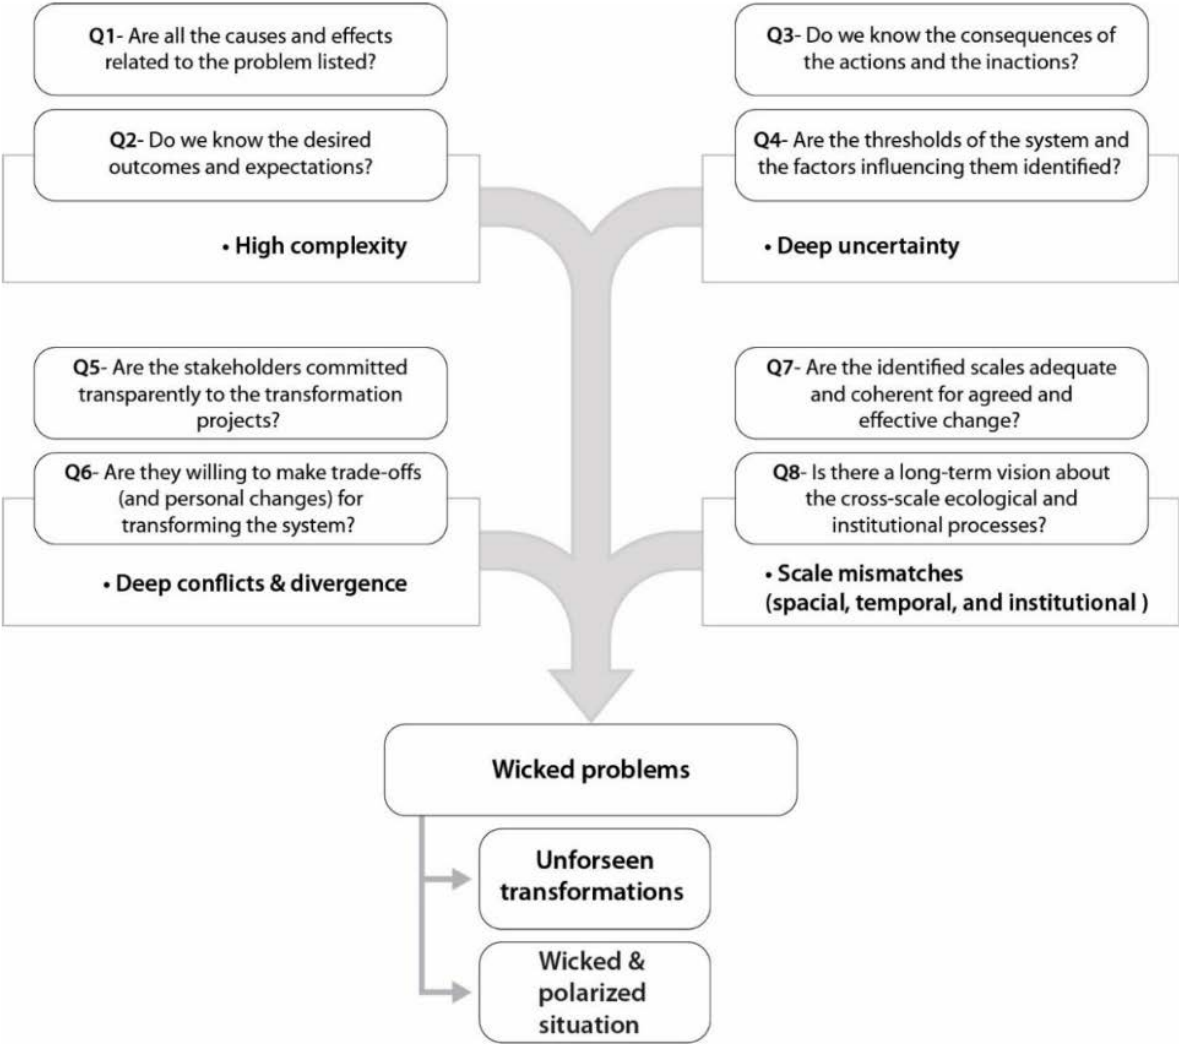 Q1- Are all the causes and effects
related to the problem listed?
Q2- Do we know the desired
outcomes and expectations?
• High complexity
Q3- Do we know the consequences of
the actions and the inactions?
Q4- Are the thresholds of the system and
the factors influencing them identified?
• Deep uncertainty
Q5- Are the stakeholders committed
transparently to the transformation
projects?
Q6- Are they willing to make trade-offs
(and personal changes) for
transforming the system?
• Deep conflicts & divergence
Q7- Are the identified scales adequate
and coherent for agreed and
effective change?
Q8- Is there a long-term vision about
the cross-scale ecological and
institutional processes?
• Scale mismatches
(spacial, temporal, and institutional )
Wicked problems
Unforseen
transformations
Wicked &
polarized
situation